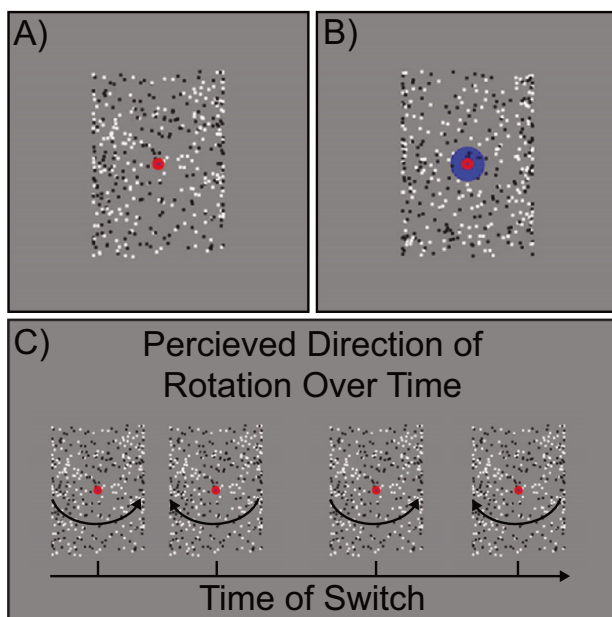 A)
B)
C)
Percieved Direction of
Rotation Over Time
Time of Switch